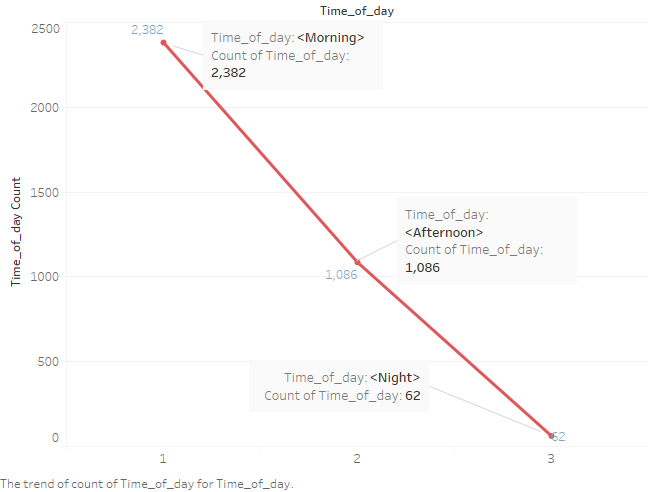 Time_of_day
2500
2,382
Time_of_day: <Morning>
Count of Time_of_day:
2,382
2000
1500
Time_of_day:
<Afternoon>
Count of Time_of_day:
1,086
Time_of_day Count
1000
1,086
500
Time_of_day: <Night>
Count of Time_of_day: 62
0
62
1
2
3
The trend of count of Time_of_day for Time_of_day.